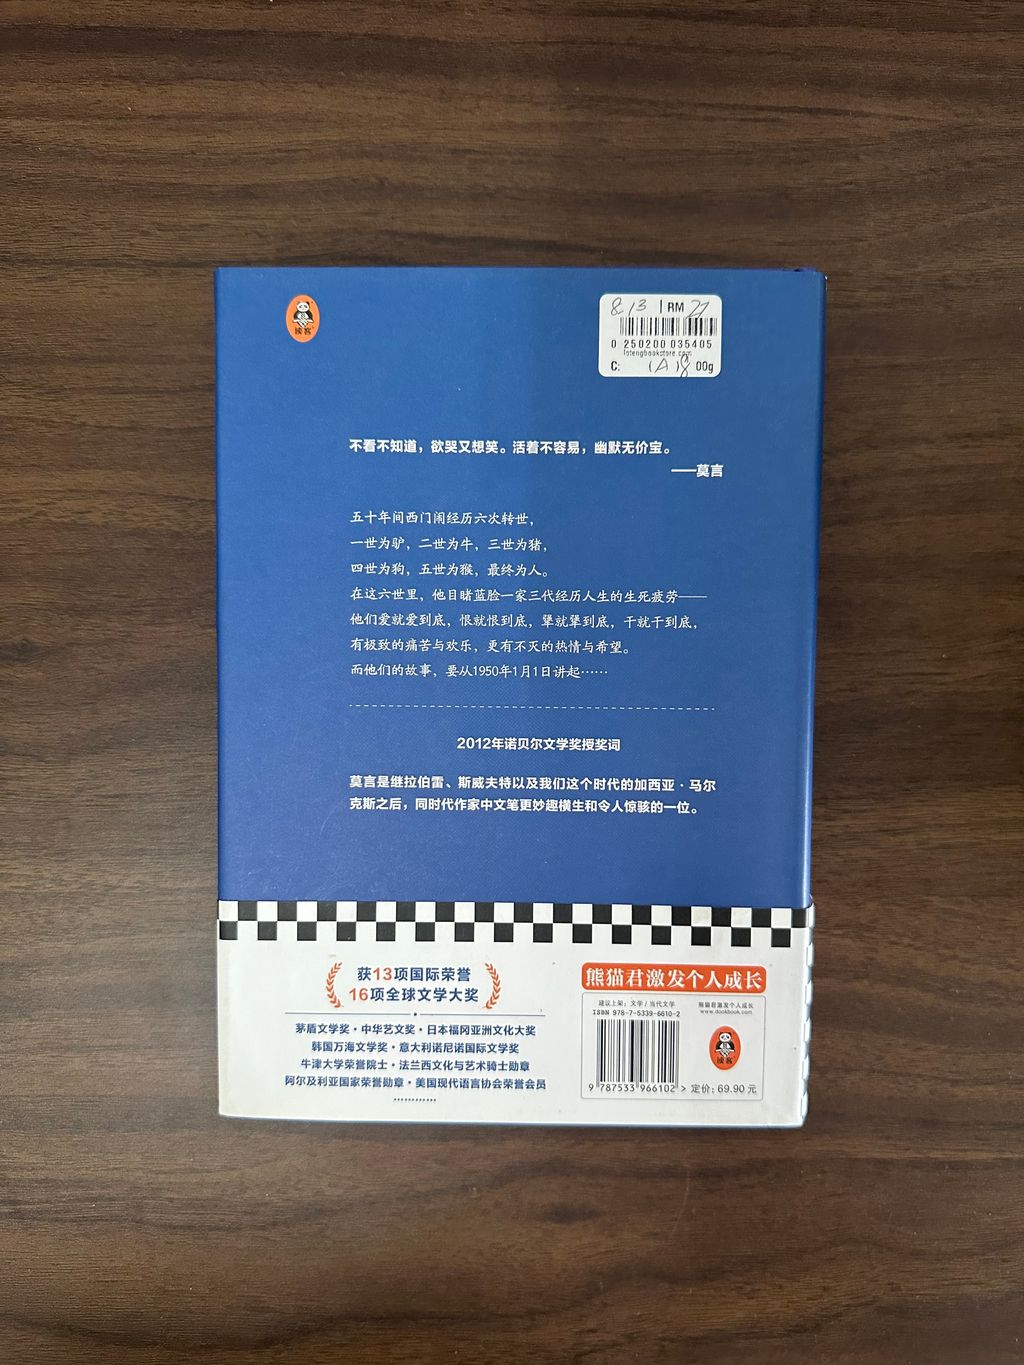 读客
813 | RM 27
0 250200 035405
C: (A)8 00g
不看不知道，欲哭又想笑。活着不容易，幽默无价宝。
——莫言
五十年间西门闹经历六次转世，
一世为驴，二世为牛，三世为猪，
四世为狗，五世为猴，最终为人。
在这六世里，他目睹蓝脸一家三代经历人生的生死疲劳——
他们爱就爱到底，恨就恨到底，犟就犟到底，干就干到底，
有极致的痛苦与欢乐，更有不灭的热情与希望。
而他们的故事，要从1950年1月1日讲起……
2012年诺贝尔文学奖授奖词
莫言是继拉伯雷、斯威夫特以及我们这个时代的加西亚·马尔
克斯之后，同时代作家中文笔更妙趣横生和令人惊骇的一位。
获13项国际荣誉
16项全球文学大奖
茅盾文学奖·中华艺文奖·日本福冈亚洲文化大奖
韩国万海文学奖·意大利诺尼诺国际文学奖
牛津大学荣誉院士·法兰西文化与艺术骑士勋章
阿尔及利亚国家荣誉勋章·美国现代语言协会荣誉会员
…………
熊猫君激发个人成长
建议上架：文学/当代文学
ISBN 978-7-5339-6610-2
熊猫君激发个人成长
www.dookbook.com
读客
9 787533 966102 >
定价：69.90 元